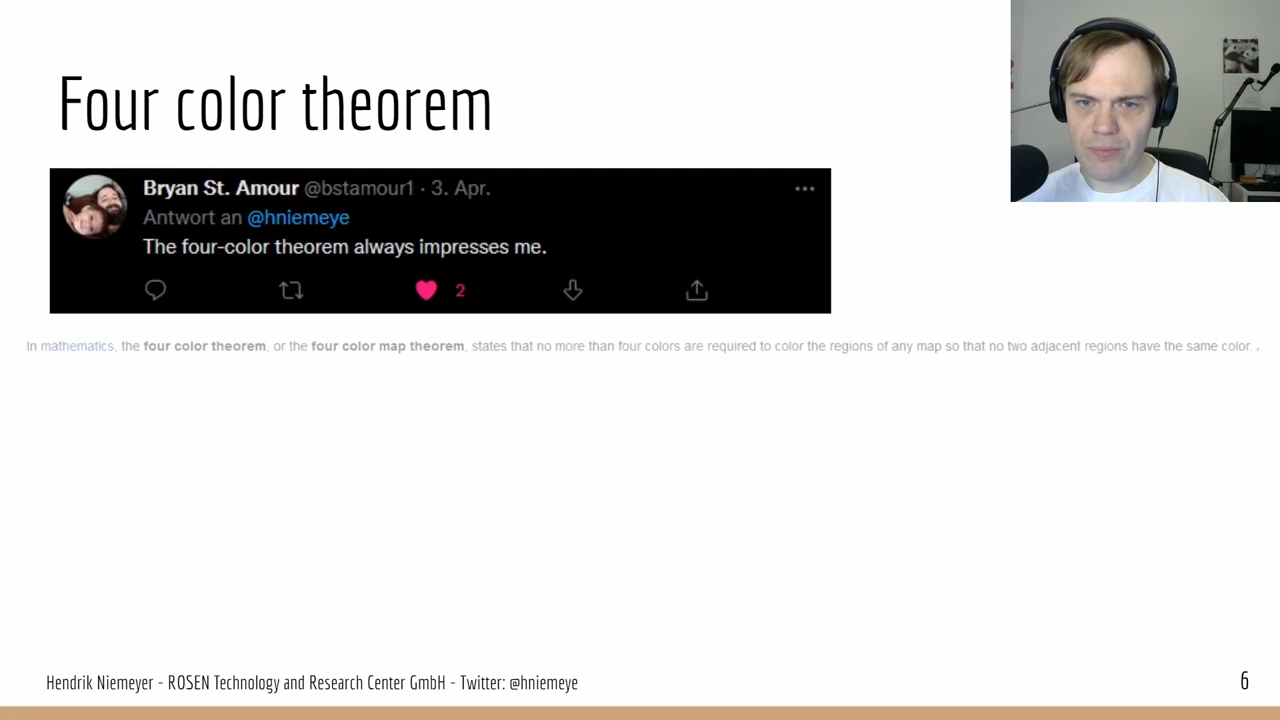 Four color theorem
Bryan St. Amour @bstamour1 · 3. Apr.
Antwort an @hniemeye
The four-color theorem always impresses me.
2
In mathematics, the four color theorem, or the four color map theorem, states that no more than four colors are required to color the regions of any map so that no two adjacent regions have the same color.
Hendrik Niemeyer - ROSEN Technology and Research Center GmbH - Twitter: @hniemeye
6